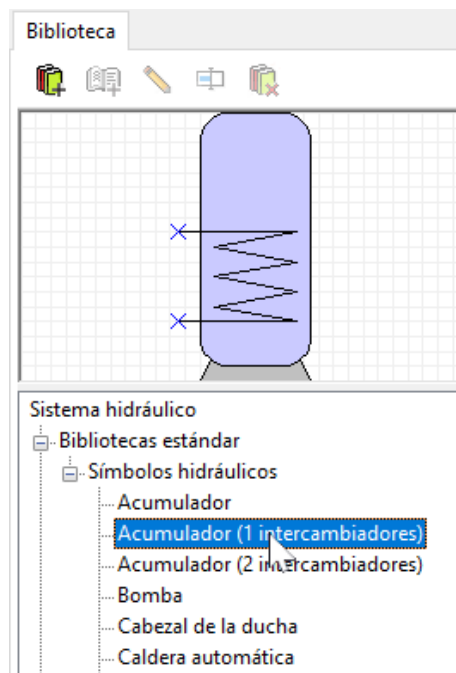 Biblioteca
Sistema hidráulico
Bibliotecas estándar
Símbolos hidráulicos
Acumulador
Acumulador (1 intercambiadores)
Acumulador (2 intercambiadores)
Bomba
Cabezal de la ducha
Caldera automática